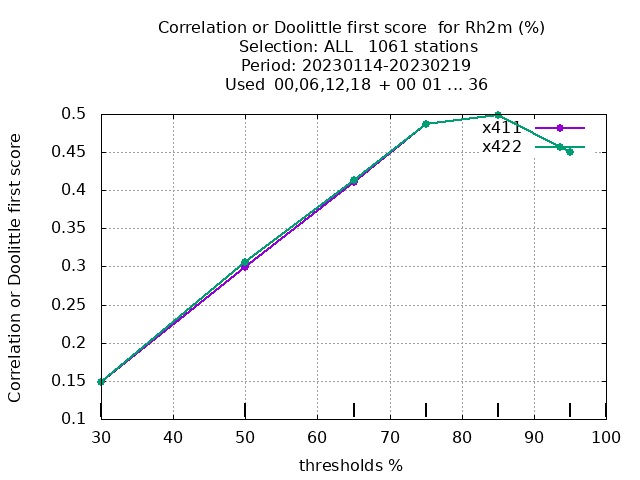 Correlation or Doolittle first score  for Rh2m (%)
Selection: ALL   1061 stations
Period: 20230114-20230219
Used  00,06,12,18  + 00 01 ... 36
Correlation or Doolittle first score
0.5
0.45
0.4
0.35
0.3
0.25
0.2
0.15
0.1
x411
x422
30 40 50 60 70 80 90 100
thresholds %